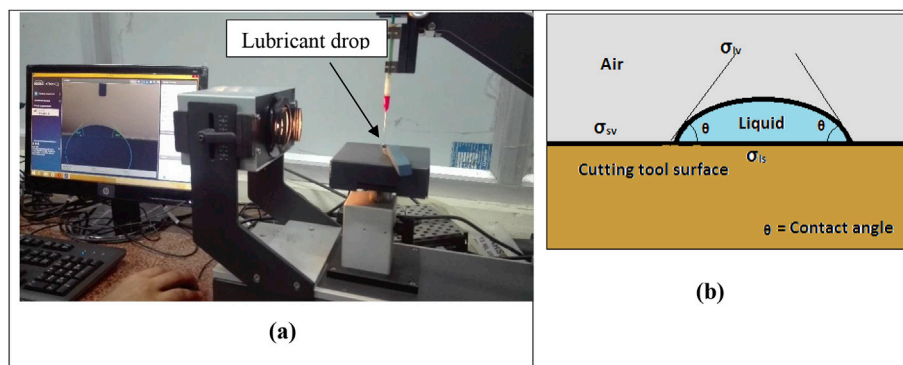 Lubricant drop
(a)
Air
σlv
σsv
θ
Liquid
θ
σls
Cutting tool surface
θ = Contact angle
(b)